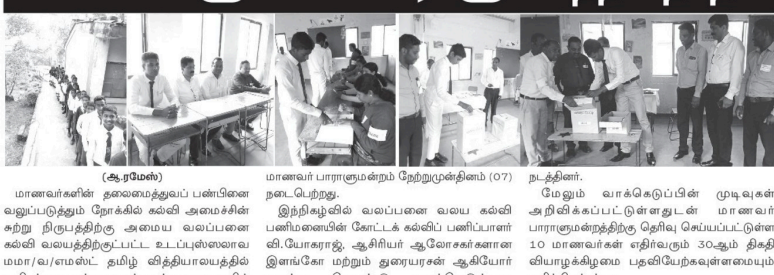 (ஆ.ரமேஸ்)
மாணவர்களின் தலைமைத்துவப் பண்பினை
வலுப்படுத்தும் நோக்கில் கல்வி அமைச்சின்
சுற்று நிருபத்திற்கு அமைய வலப்பனை
கல்வி வலயத்திற்குட்பட்ட உடப்புஸ்ஸலாவ
மமா/வ/எமஸ்ட் தமிழ் வித்தியாலயத்தில்
மாணவர் பாராளுமன்றம் நேற்றுமுன்தினம் (07)
நடைபெற்றது.
இந்நிகழ்வில் வலப்பனை வலய கல்வி
பணிமனையின் கோட்டக் கல்விப் பணிப்பாளர்
வி.யோகராஜ், ஆசிரியர் ஆலோசகர்களான
இளங்கோ மற்றும் துரையரசன் ஆகியோர்
நடத்தினர்.
மேலும் வாக்கெடுப்பின் முடிவுகள்
அறிவிக்கப்பட்டுள்ளதுடன் மாணவர்
பாராளுமன்றத்திற்கு தெரிவு செய்யப்பட்டுள்ள
10 மாணவர்கள் எதிர்வரும் 30ஆம் திகதி
வியாழக்கிழமை பதவியேற்கவுள்ளமையும்